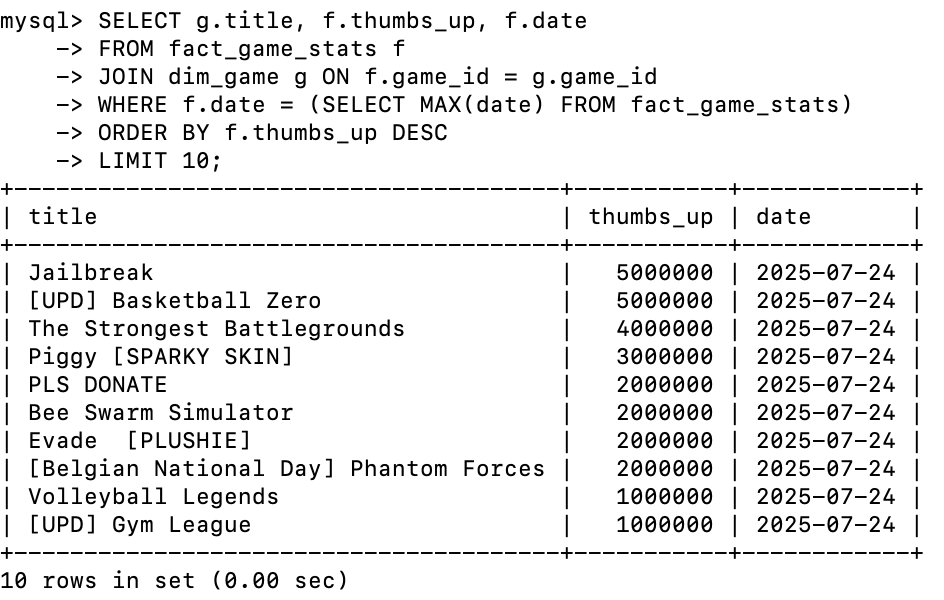 mysql> SELECT g.title, f.thumbs_up, f.date
    -> FROM fact_game_stats f
    -> JOIN dim_game g ON f.game_id = g.game_id
    -> WHERE f.date = (SELECT MAX(date) FROM fact_game_stats)
    -> ORDER BY f.thumbs_up DESC
    -> LIMIT 10;
+---------------------------------------+-----------+------------+
| title                                 | thumbs_up | date       |
+---------------------------------------+-----------+------------+
| Jailbreak                             |   5000000 | 2025-07-24 |
| [UPD] Basketball Zero                 |   5000000 | 2025-07-24 |
| The Strongest Battlegrounds           |   4000000 | 2025-07-24 |
| Piggy [SPARKY SKIN]                   |   3000000 | 2025-07-24 |
| PLS DONATE                            |   2000000 | 2025-07-24 |
| Bee Swarm Simulator                   |   2000000 | 2025-07-24 |
| Evade  [PLUSHIE]                      |   2000000 | 2025-07-24 |
| [Belgian National Day] Phantom Forces |   2000000 | 2025-07-24 |
| Volleyball Legends                    |   1000000 | 2025-07-24 |
| [UPD] Gym League                      |   1000000 | 2025-07-24 |
+---------------------------------------+-----------+------------+
10 rows in set (0.00 sec)